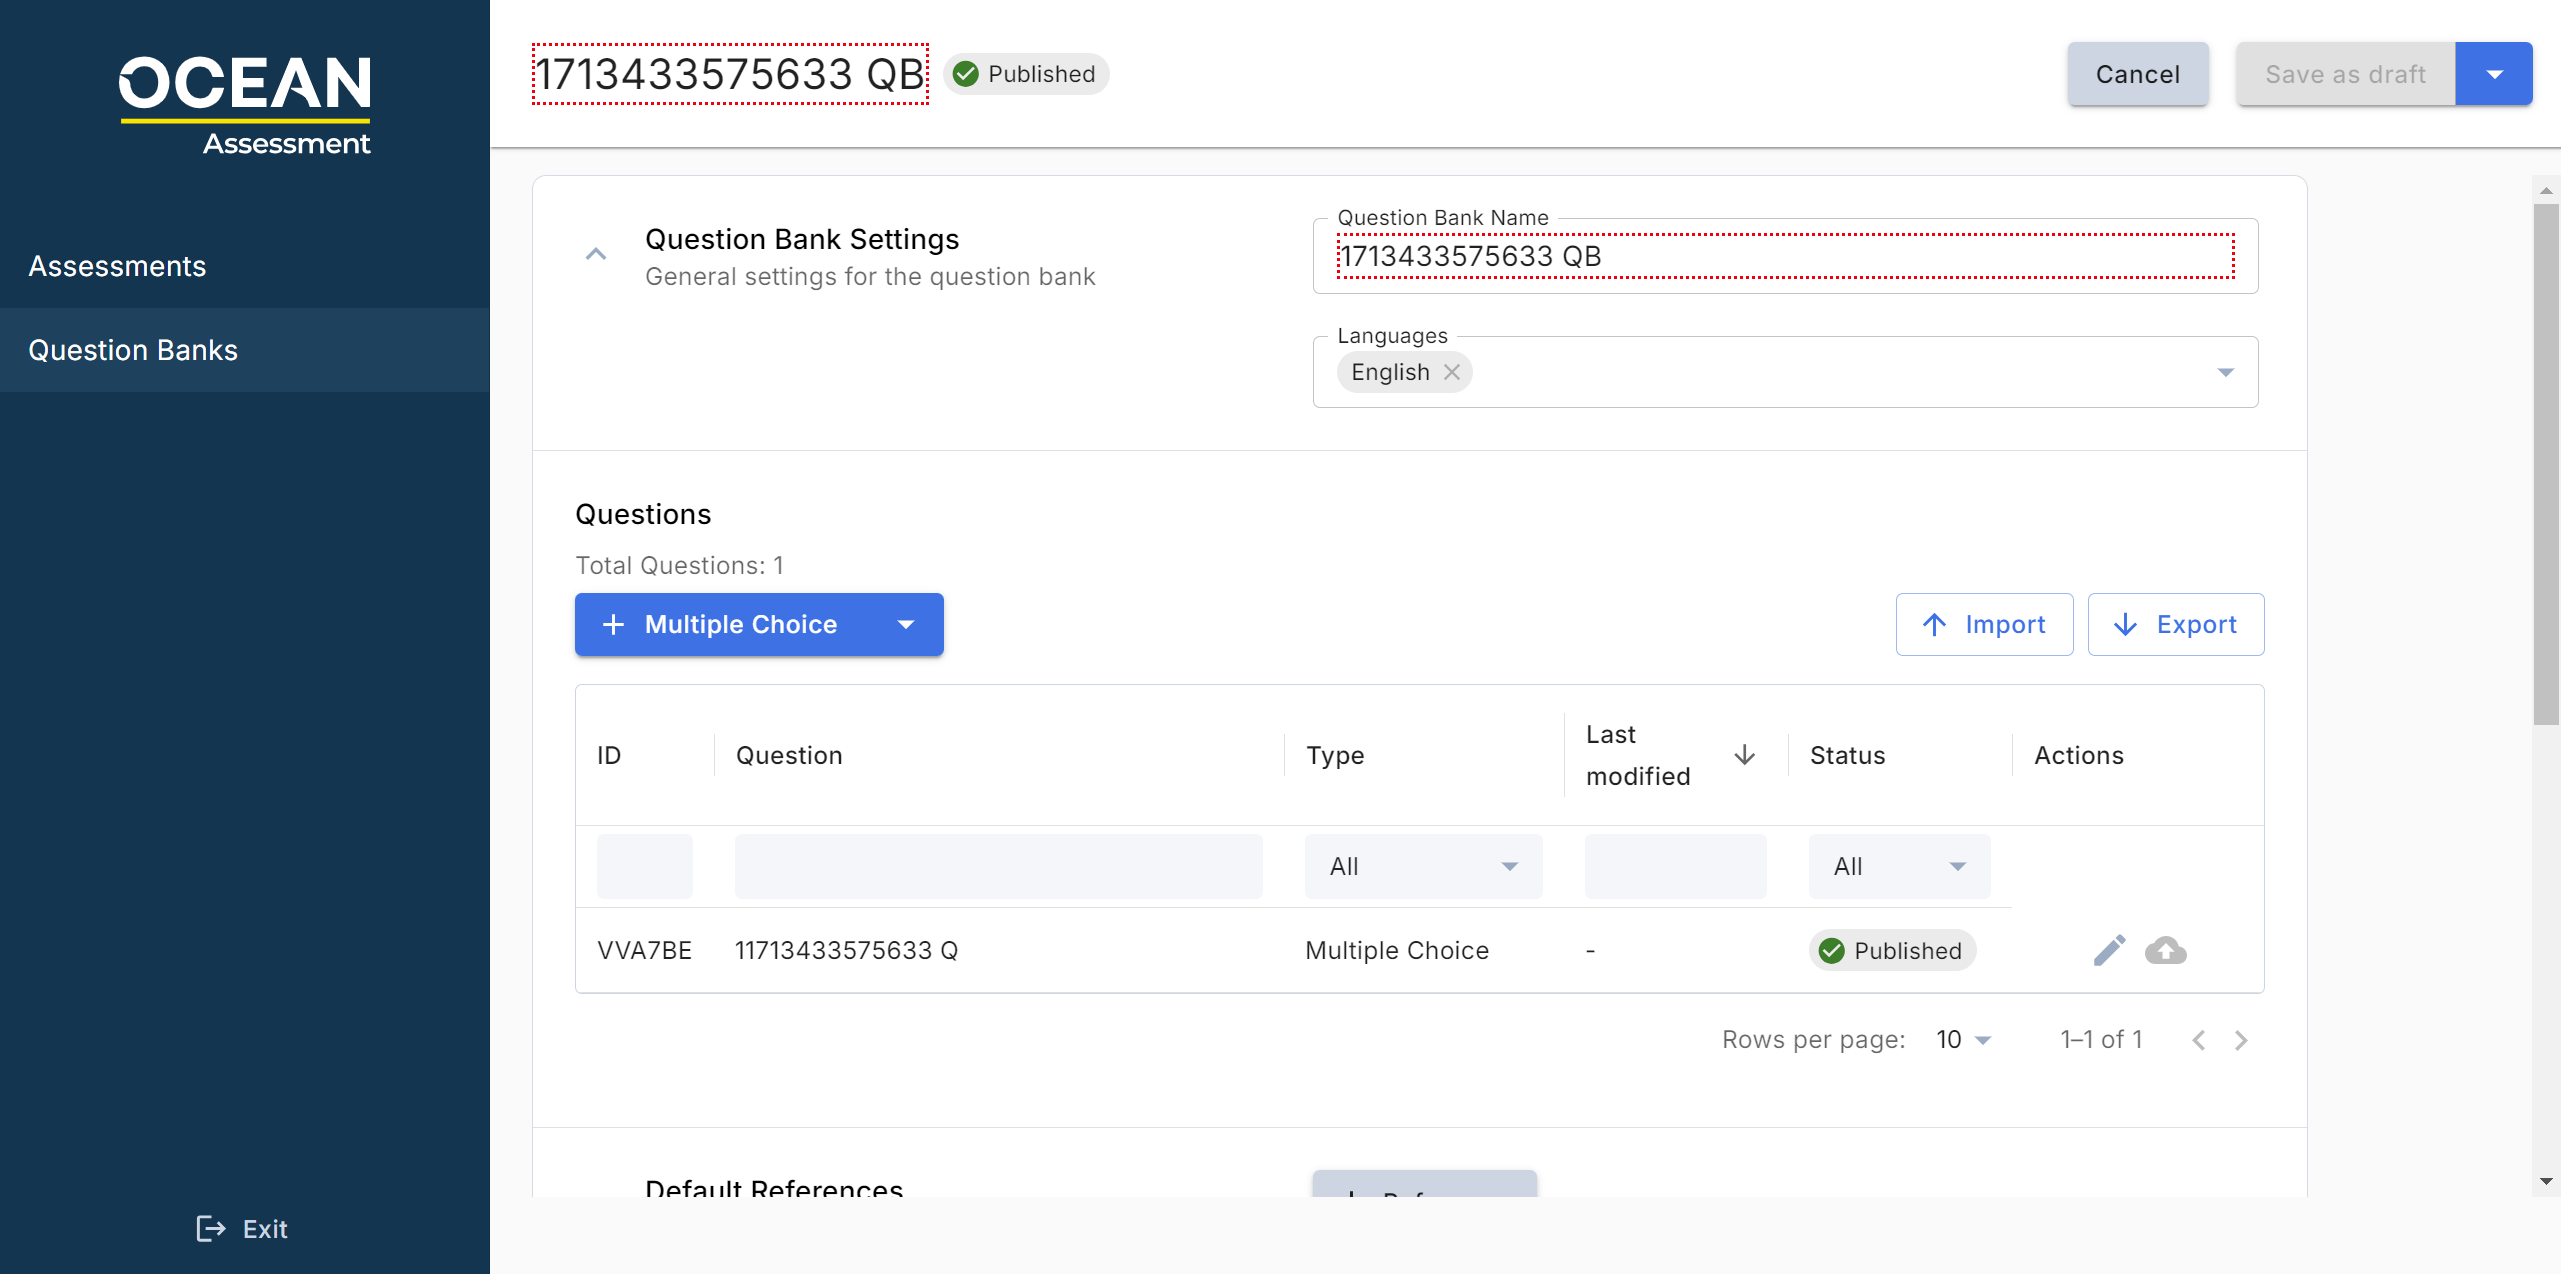 OCEAN
Assessment
Assessments
Question Banks
Exit
1713433575633 QB
Published
Cancel
Save as draft
Question Bank Settings
General settings for the question bank
Question Bank Name
1713433575633 QB
Languages
English
Questions
Total Questions: 1
Multiple Choice
Import
Export
ID
Question
Type
Last modified
Status
Actions
All
All
VVA7BE
11713433575633 Q
Multiple Choice
-
Published
Rows per page:
10
1–1 of 1
Default References